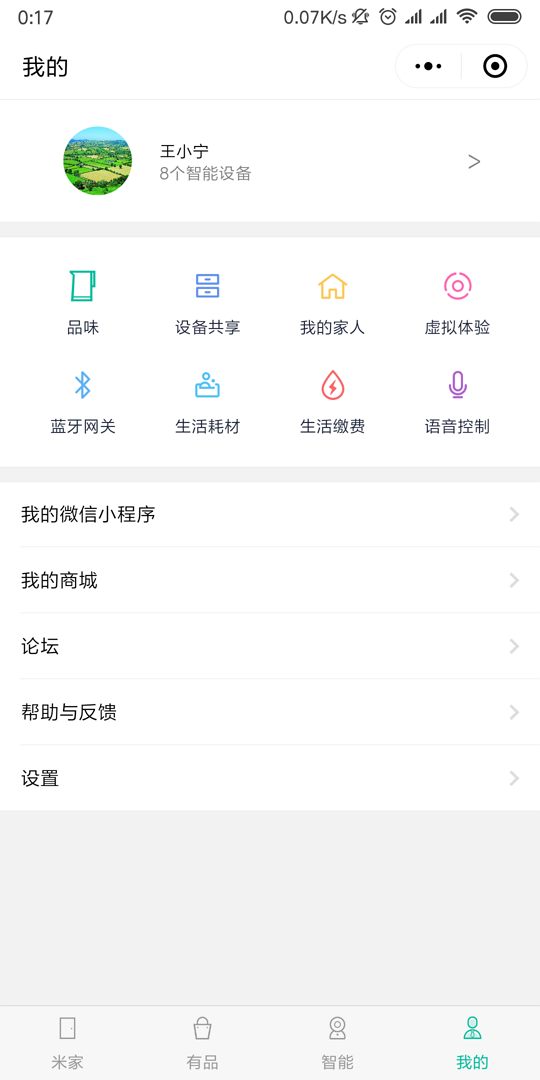 0:17 0.07K/s
我的
王小宁
8个智能设备
>
品味 设备共享 我的家人 虚拟体验
蓝牙网关 生活耗材 生活缴费 语音控制
我的微信小程序
我的商城
论坛
帮助与反馈
设置
米家 有品 智能 我的